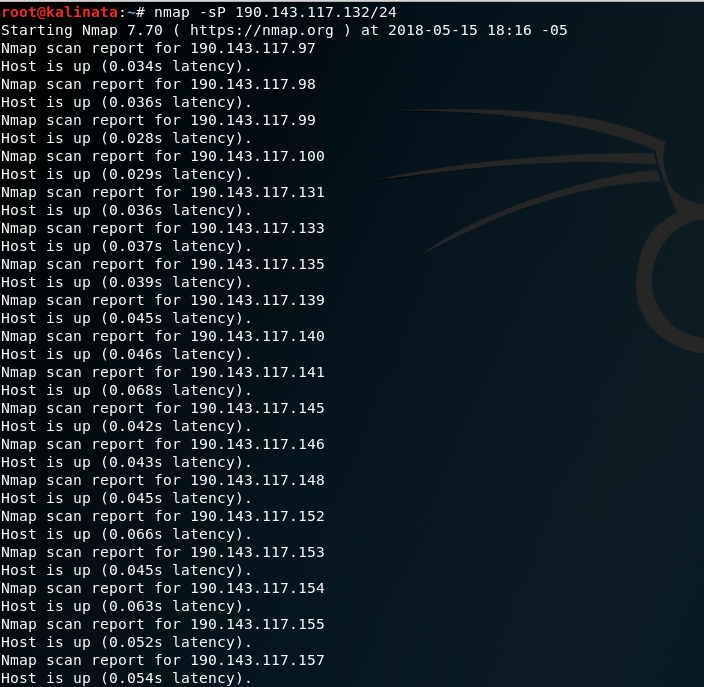 root@kalinata:~# nmap -sP 190.143.117.132/24
Starting Nmap 7.70 ( https://nmap.org ) at 2018-05-15 18:16 -05
Nmap scan report for 190.143.117.97
Host is up (0.034s latency).
Nmap scan report for 190.143.117.98
Host is up (0.036s latency).
Nmap scan report for 190.143.117.99
Host is up (0.028s latency).
Nmap scan report for 190.143.117.100
Host is up (0.029s latency).
Nmap scan report for 190.143.117.131
Host is up (0.036s latency).
Nmap scan report for 190.143.117.133
Host is up (0.037s latency).
Nmap scan report for 190.143.117.135
Host is up (0.039s latency).
Nmap scan report for 190.143.117.139
Host is up (0.045s latency).
Nmap scan report for 190.143.117.140
Host is up (0.046s latency).
Nmap scan report for 190.143.117.141
Host is up (0.068s latency).
Nmap scan report for 190.143.117.145
Host is up (0.042s latency).
Nmap scan report for 190.143.117.146
Host is up (0.043s latency).
Nmap scan report for 190.143.117.148
Host is up (0.045s latency).
Nmap scan report for 190.143.117.152
Host is up (0.066s latency).
Nmap scan report for 190.143.117.153
Host is up (0.045s latency).
Nmap scan report for 190.143.117.154
Host is up (0.063s latency).
Nmap scan report for 190.143.117.155
Host is up (0.052s latency).
Nmap scan report for 190.143.117.157
Host is up (0.054s latency).